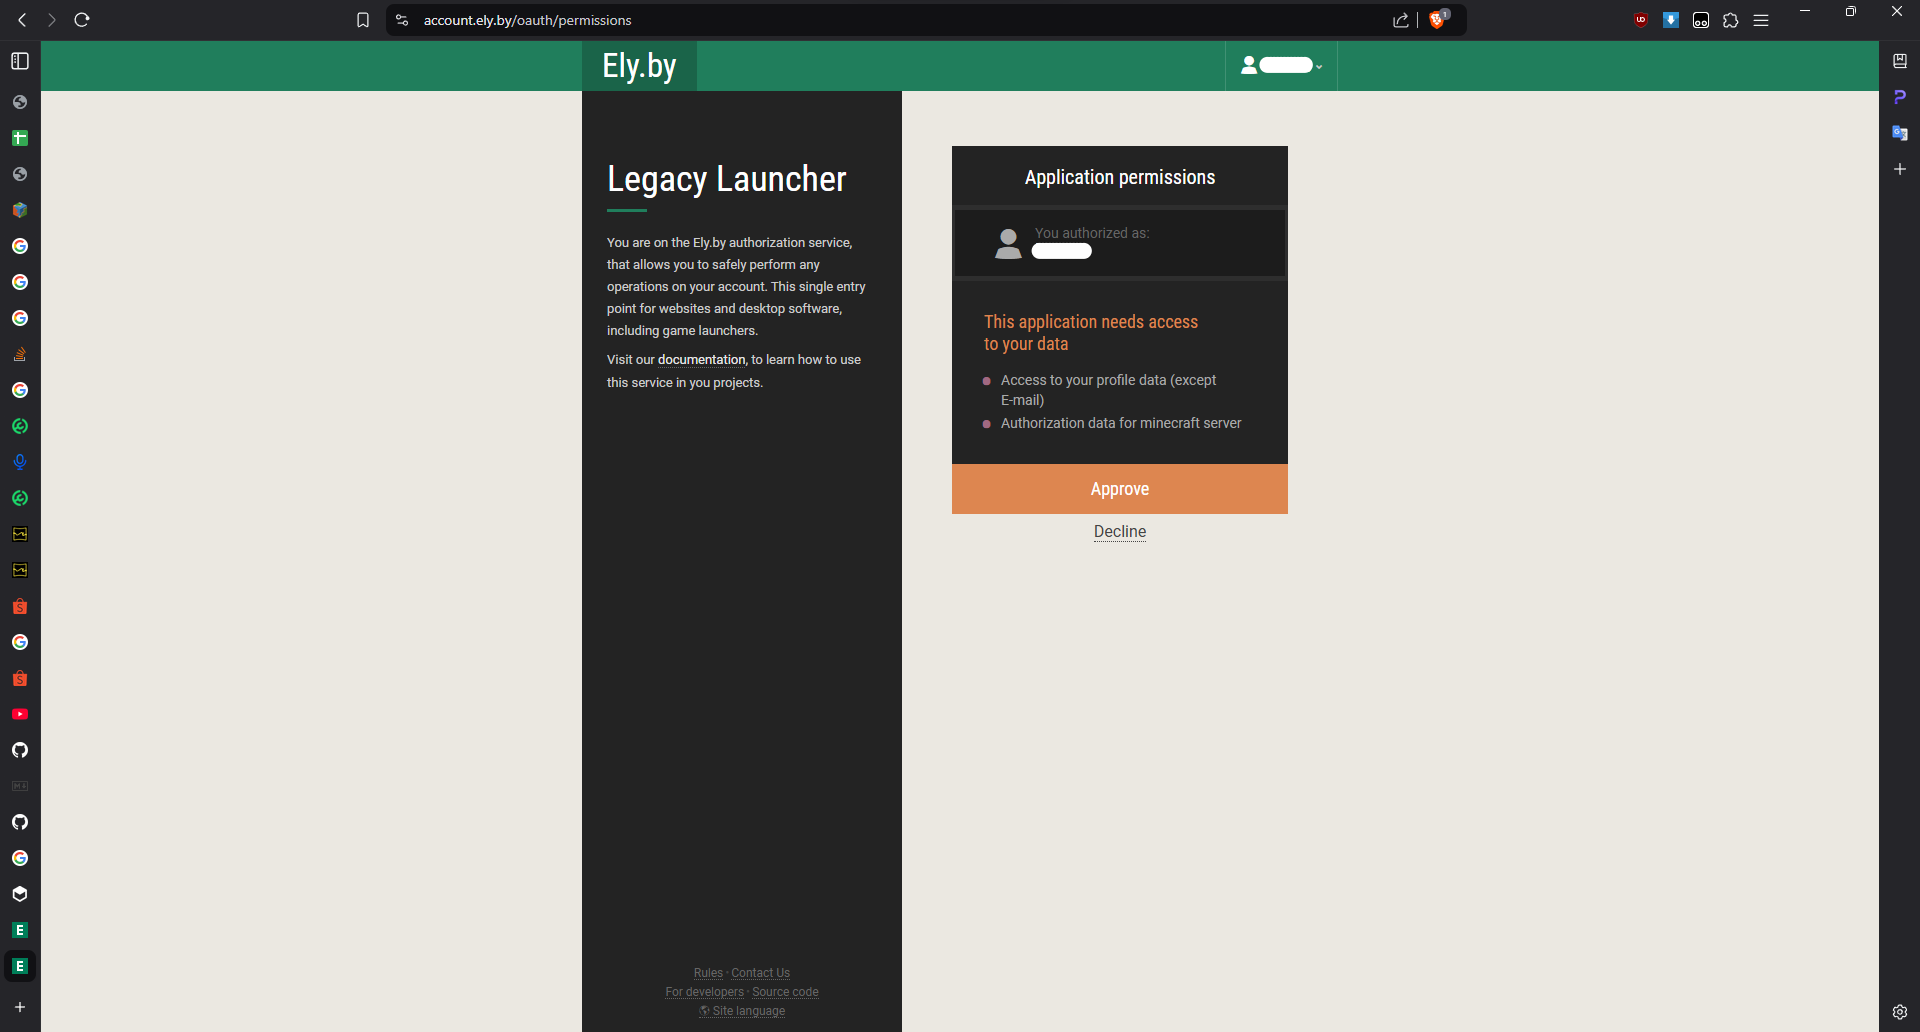 account.ely.by/oauth/permissions
1
Ely.by
Legacy Launcher
You are on the Ely.by authorization service,
that allows you to safely perform any
operations on your account. This single entry
point for websites and desktop software,
including game launchers.
Visit our documentation, to learn how to use
this service in you projects.
Application permissions
You authorized as:
This application needs access
to your data
Access to your profile data (except
E-mail)
Authorization data for minecraft server
Approve
Decline
Rules · Contact Us
For developers · Source code
Site language